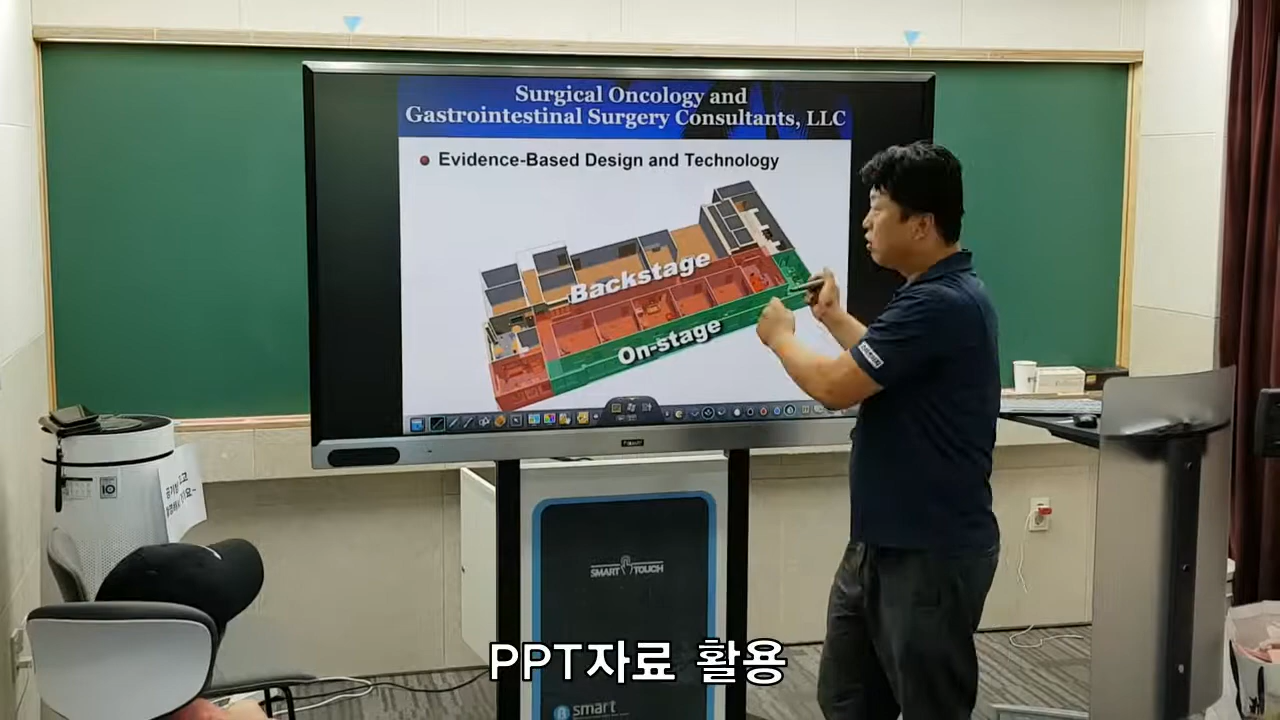 Surgical Oncology and
Gastrointestinal Surgery Consultants, LLC
Evidence-Based Design and Technology
Backstage
On-stage
SMART TOUCH
PPT자료 활용
smart